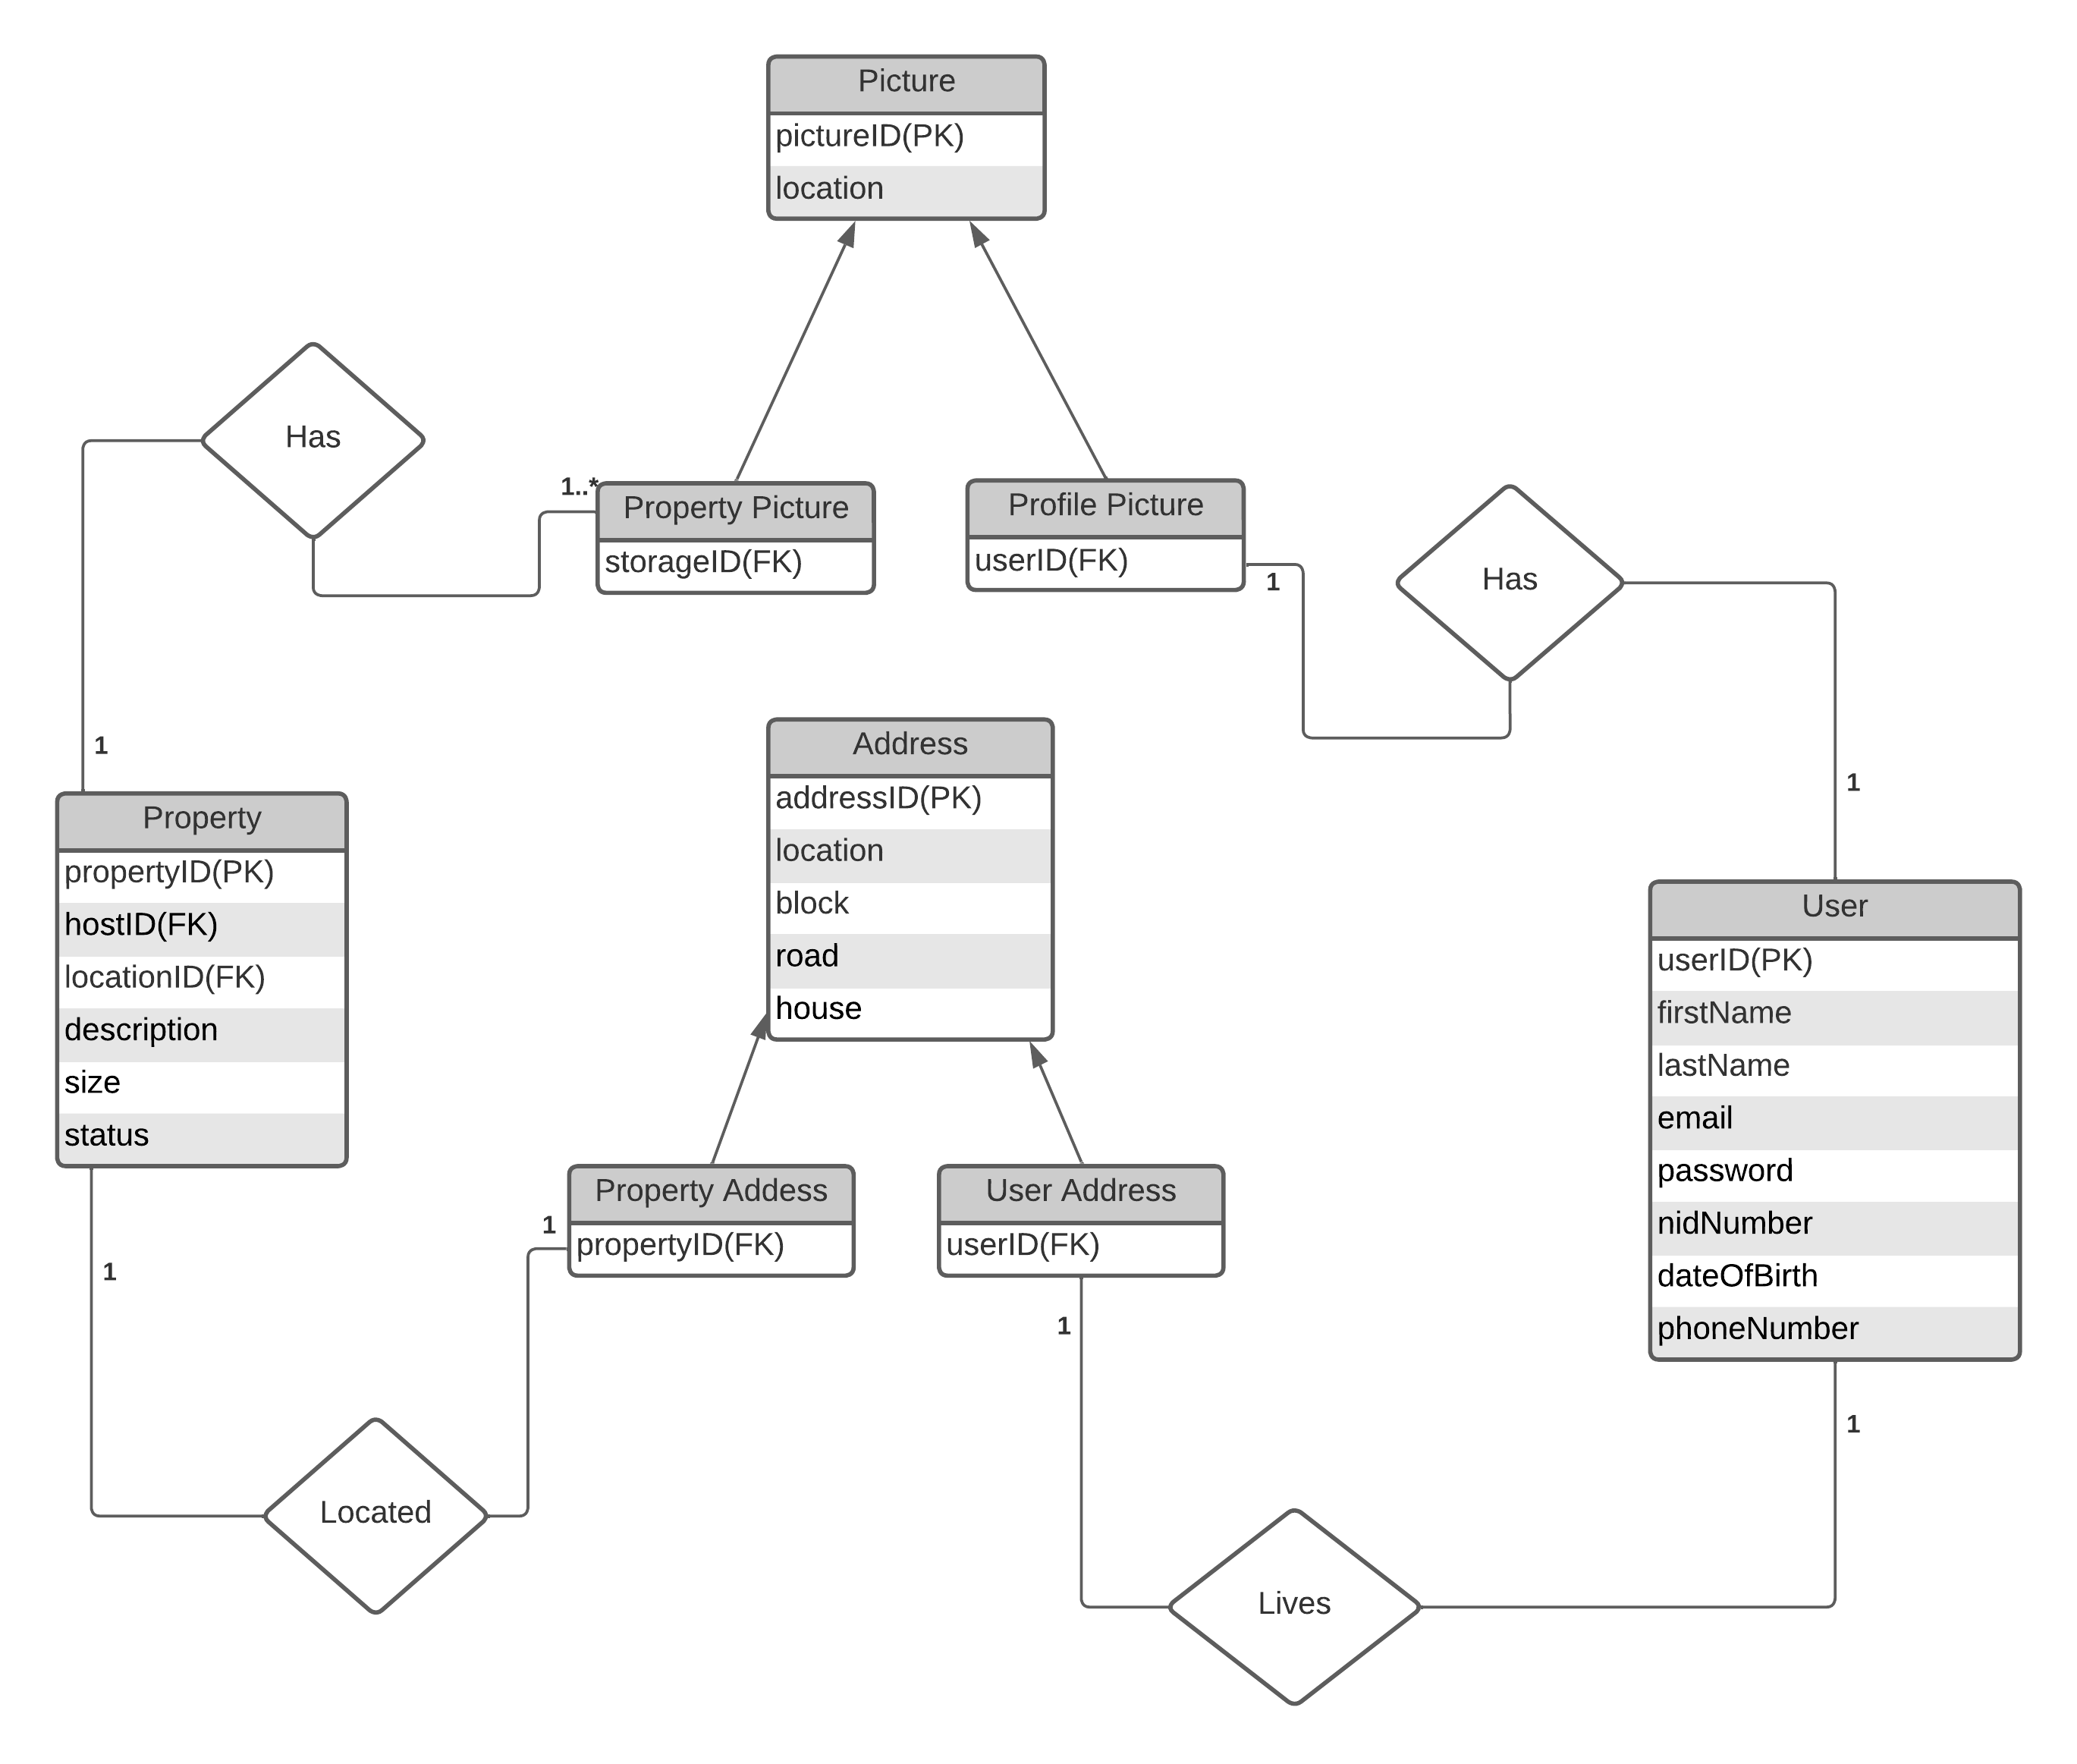 Picture
pictureID(PK)
location
Has
1..*
Property Picture
storageID(FK)
Profile Picture
userID(FK)
1
Has
1
1
Property
propertyID(PK)
hostID(FK)
locationID(FK)
description
size
status
Address
addressID(PK)
location
block
road
house
User
userID(PK)
firstName
lastName
email
password
nidNumber
dateOfBirth
phoneNumber
Property Addess
propertyID(FK)
User Address
userID(FK)
1
1
1
1
Located
Lives